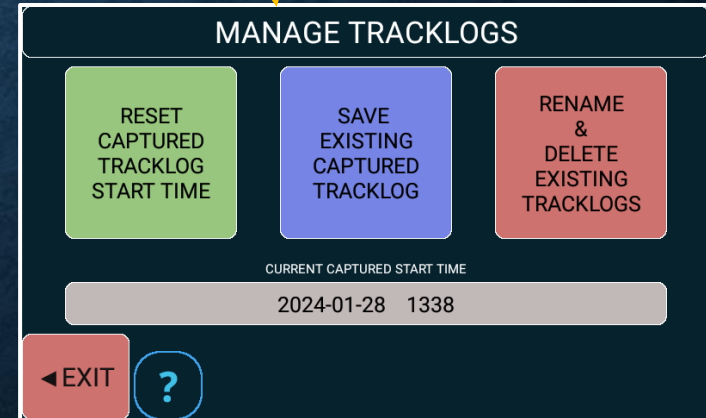 MANAGE TRACKLOGS
RESET
CAPTURED
TRACKLOG
START TIME
SAVE
EXISTING
CAPTURED
TRACKLOG
RENAME
&
DELETE
EXISTING
TRACKLOGS
CURRENT CAPTURED START TIME
2024-01-28 1338
◄EXIT
?